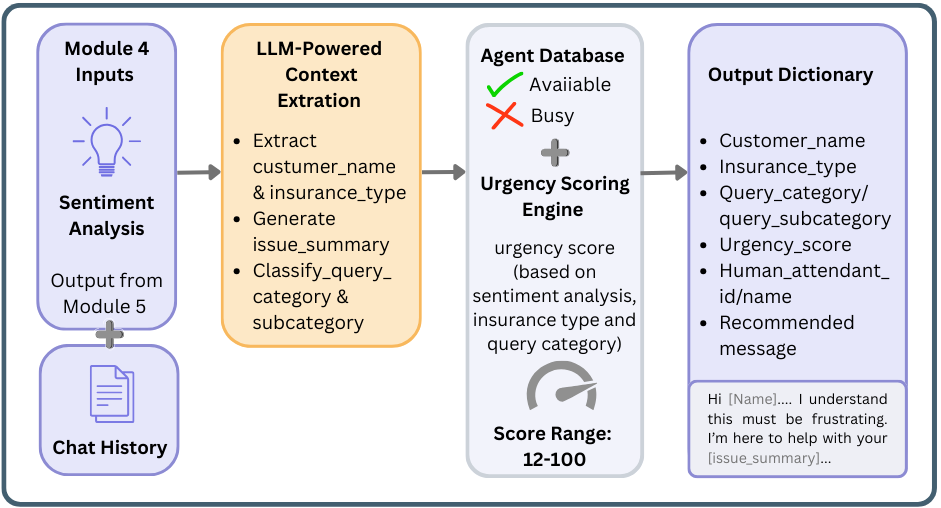 Module 4
Inputs
Sentiment
Analysis
Output from
Module 5
Chat History
LLM-Powered
Context
Extration
• Extract
custumer_name
& insurance_type
• Generate
issue_summary
• Classify_query_
category &
subcategory
Agent Database
Avaiiable
Busy
Urgency Scoring
Engine
urgency score
(based on
sentiment analysis,
insurance type and
query category)
Score Range:
12-100
Output Dictionary
• Customer_name
• Insurance_type
• Query_category/
query_subcategory
• Urgency_score
• Human_attendant_
id/name
• Recommended
message
Hi [Name].... I understand
this must be frustrating.
I'm here to help with your
[issue_summary]...